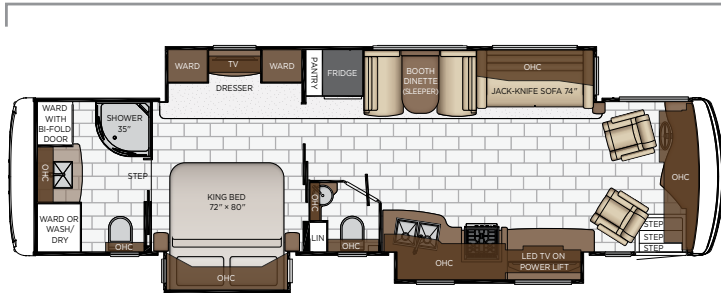 WARD
TV
WARD
DRESSER
PANTRY
FRIDGE
BOOTH
DINETTE
(SLEEPER)
OHC
JACK-KNIFE SOFA 74"
WARD
WITH
BI-FOLD
DOOR
SHOWER
35"
OHC
STEP
WARD OR
WASH/
DRY
OHC
KING BED
72" × 80"
OHC
OHC
LIN
OHC
OHC
LED TV ON
POWER LIFT
OHC
STEP
STEP
STEP